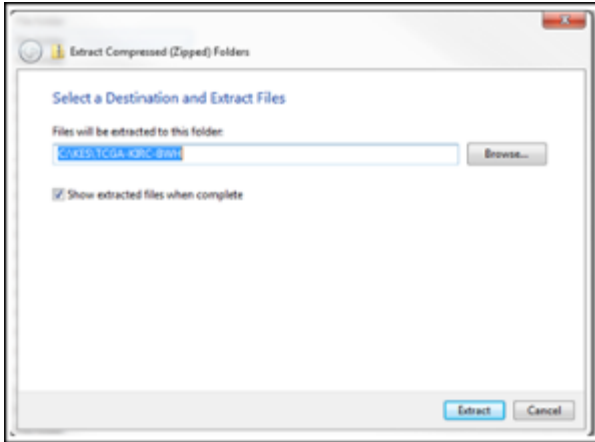 Extract Compressed (Zipped) Folders
Select a Destination and Extract Files
Files will be extracted to this folder:
C:\KES\TCGA-KIRC-BWH
Browse...
Show extracted files when complete
Extract
Cancel